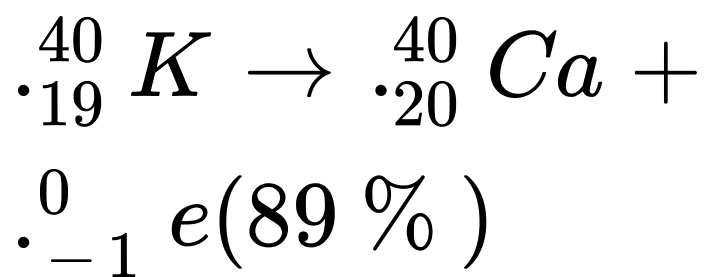 .⁴⁰₁₉ K → .⁴⁰₂₀ Ca +
.⁰₋₁ e(89 % )